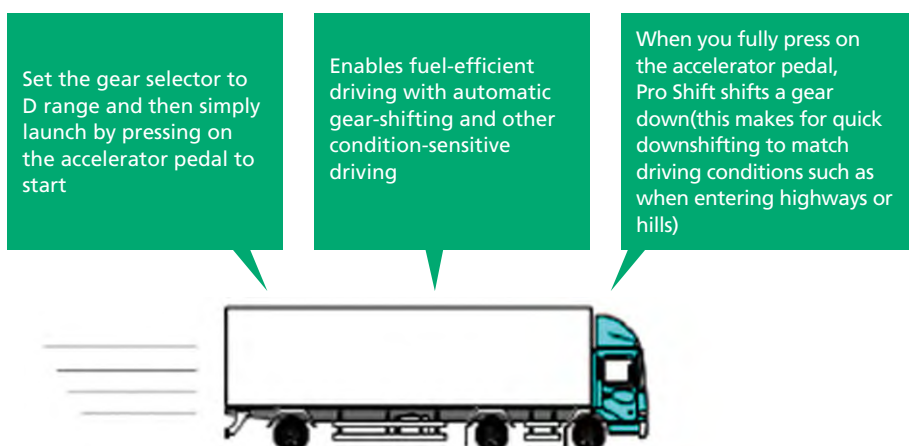 Set the gear selector to
D range and then simply
launch by pressing on
the accelerator pedal to
start
Enables fuel-efficient
driving with automatic
gear-shifting and other
condition-sensitive
driving
When you fully press on
the accelerator pedal,
Pro Shift shifts a gear
down(this makes for quick
downshifting to match
driving conditions such as
when entering highways or
hills)